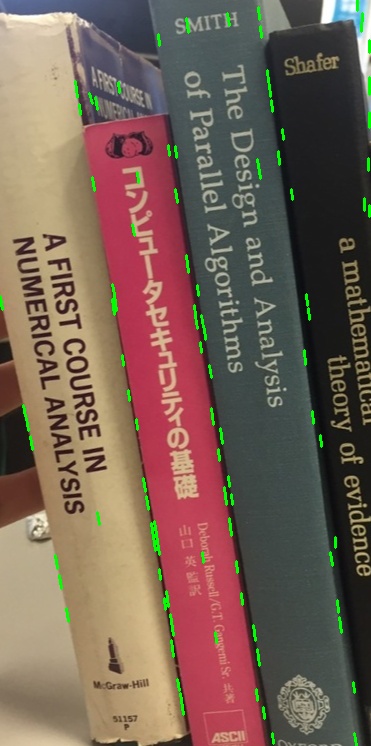 A FIRST COURSE IN
NUMERICAL ANALYSIS
McGraw-Hill
51157
P
A FIRST COURSE IN
NUMERICAL
コンピュータセキュリティの基礎
Deborah Russell/G.T. Gangemi Sr. 共著
山口 英 監訳
ASCII
SMITH
The Design and Analysis
of Parallel Algorithms
OXFORD
Shafer
a mathematical
theory of evidence